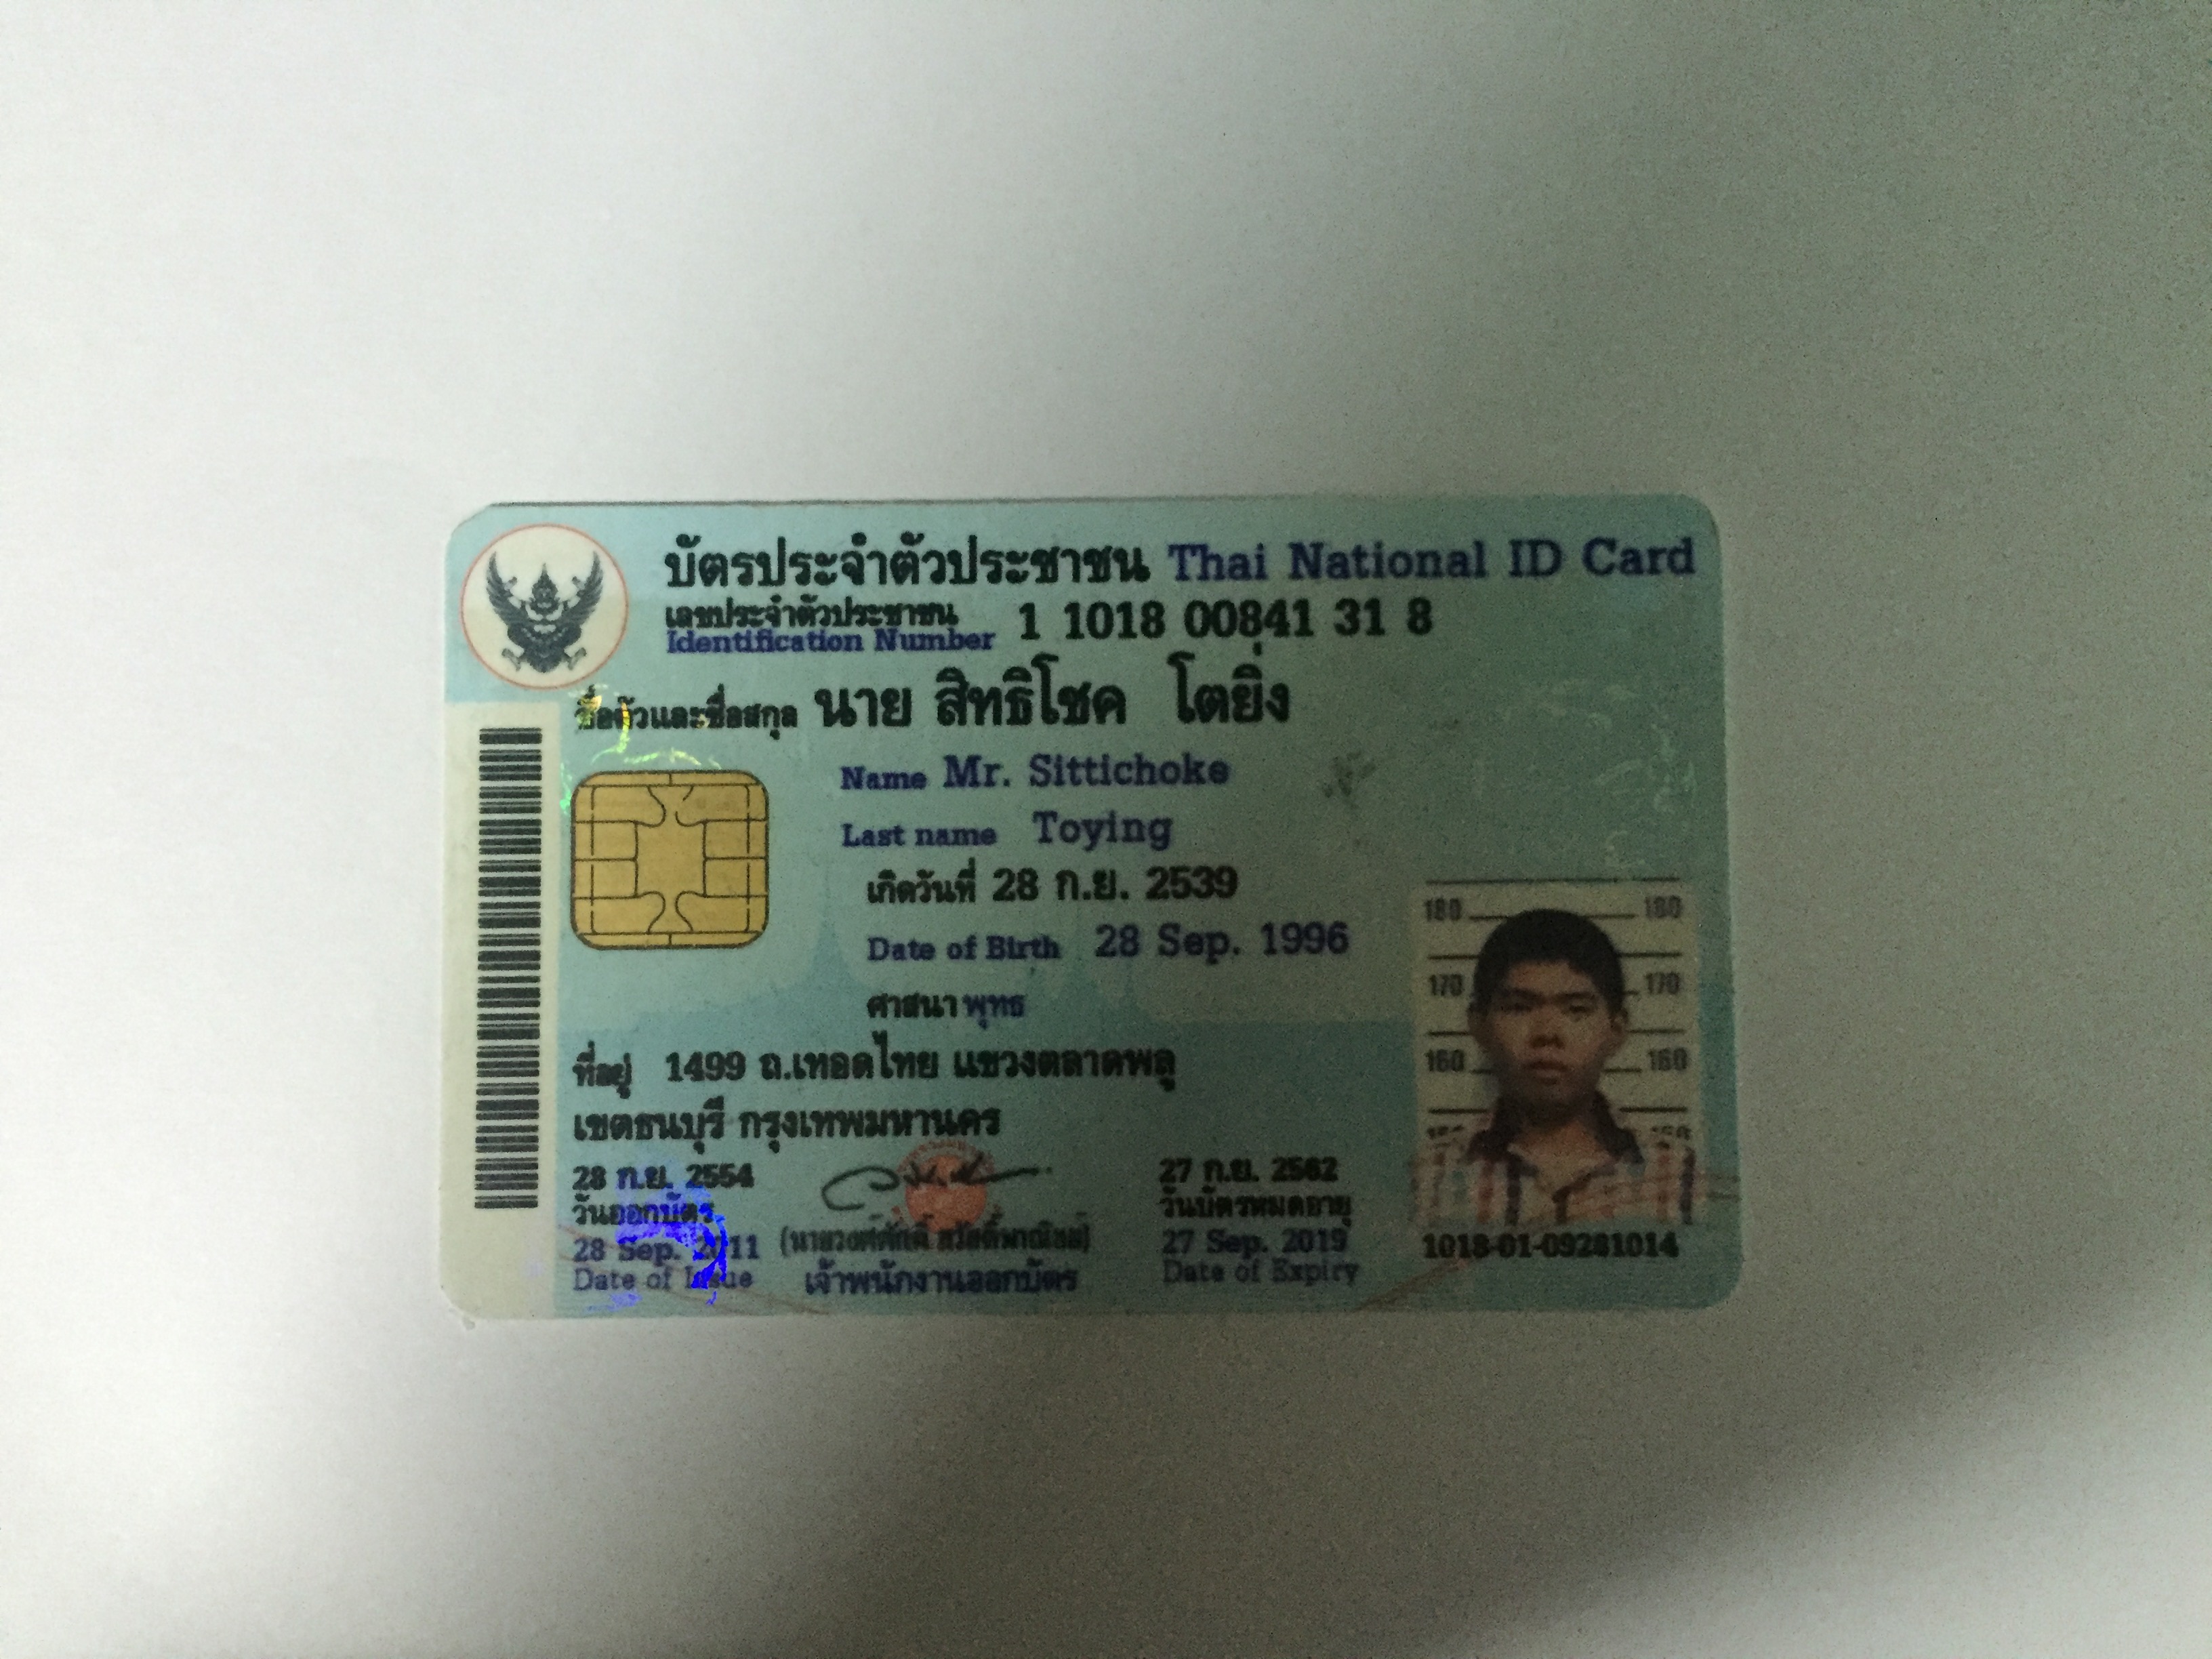 บัตรประจำตัวประชาชน Thai National ID Card
เลขประจำตัวประชาชน 1 1018 00841 31 8
Identification Number
ชื่อตัวและชื่อสกุล นาย สิทธิโชค โตยิ่ง
Name Mr. Sittichoke
Last name Toying
เกิดวันที่ 28 ก.ย. 2539
Date of Birth 28 Sep. 1996
ศาสนา พุทธ
ที่อยู่ 1499 ถ.เทอดไทย แขวงตลาดพลู
เขตธนบุรี กรุงเทพมหานคร
28 ก.ย. 2554
วันออกบัตร
28 Sep. 2011
Date of Issue
เจ้าพนักงานออกบัตร
27 ก.ย. 2562
วันบัตรหมดอายุ
27 Sep. 2019
Date of Expiry
180 180
170 170
160 160
1018-01-09281014